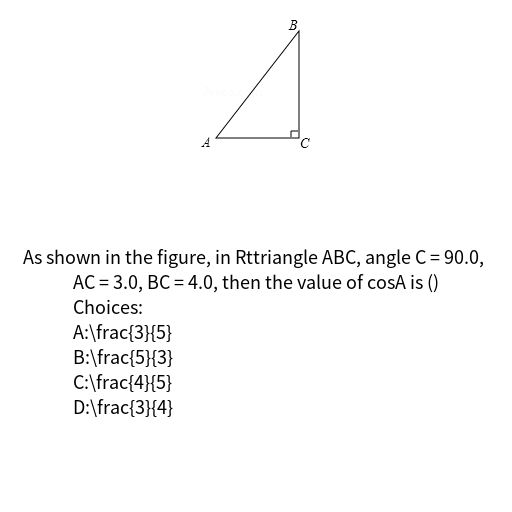 B
A
C
As shown in the figure, in Rttriangle ABC, angle C = 90.0,
AC = 3.0, BC = 4.0, then the value of cosA is ()
Choices:
A:\frac{3}{5}
B:\frac{5}{3}
C:\frac{4}{5}
D:\frac{3}{4}